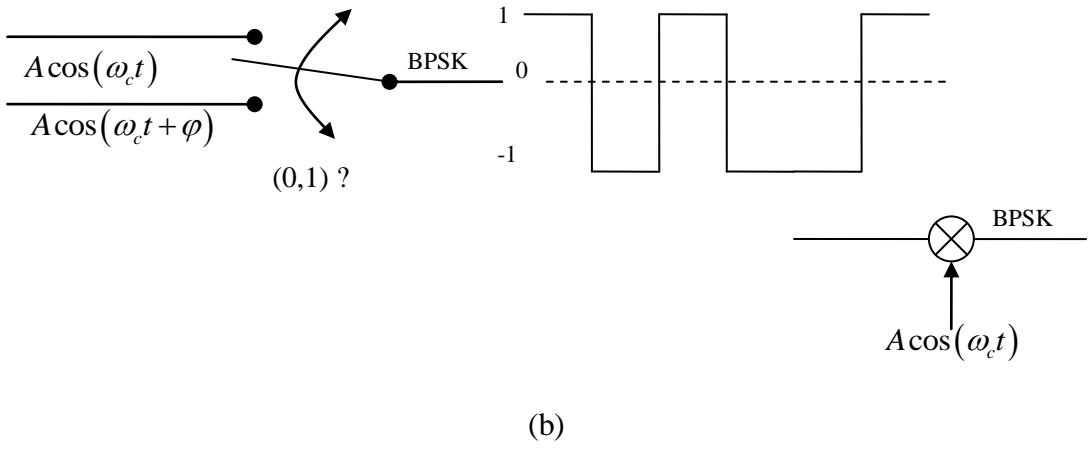 A cos(ω_c t)
A cos(ω_c t + φ)
(0,1) ?
BPSK
1
0
-1
BPSK
A cos(ω_c t)
(b)